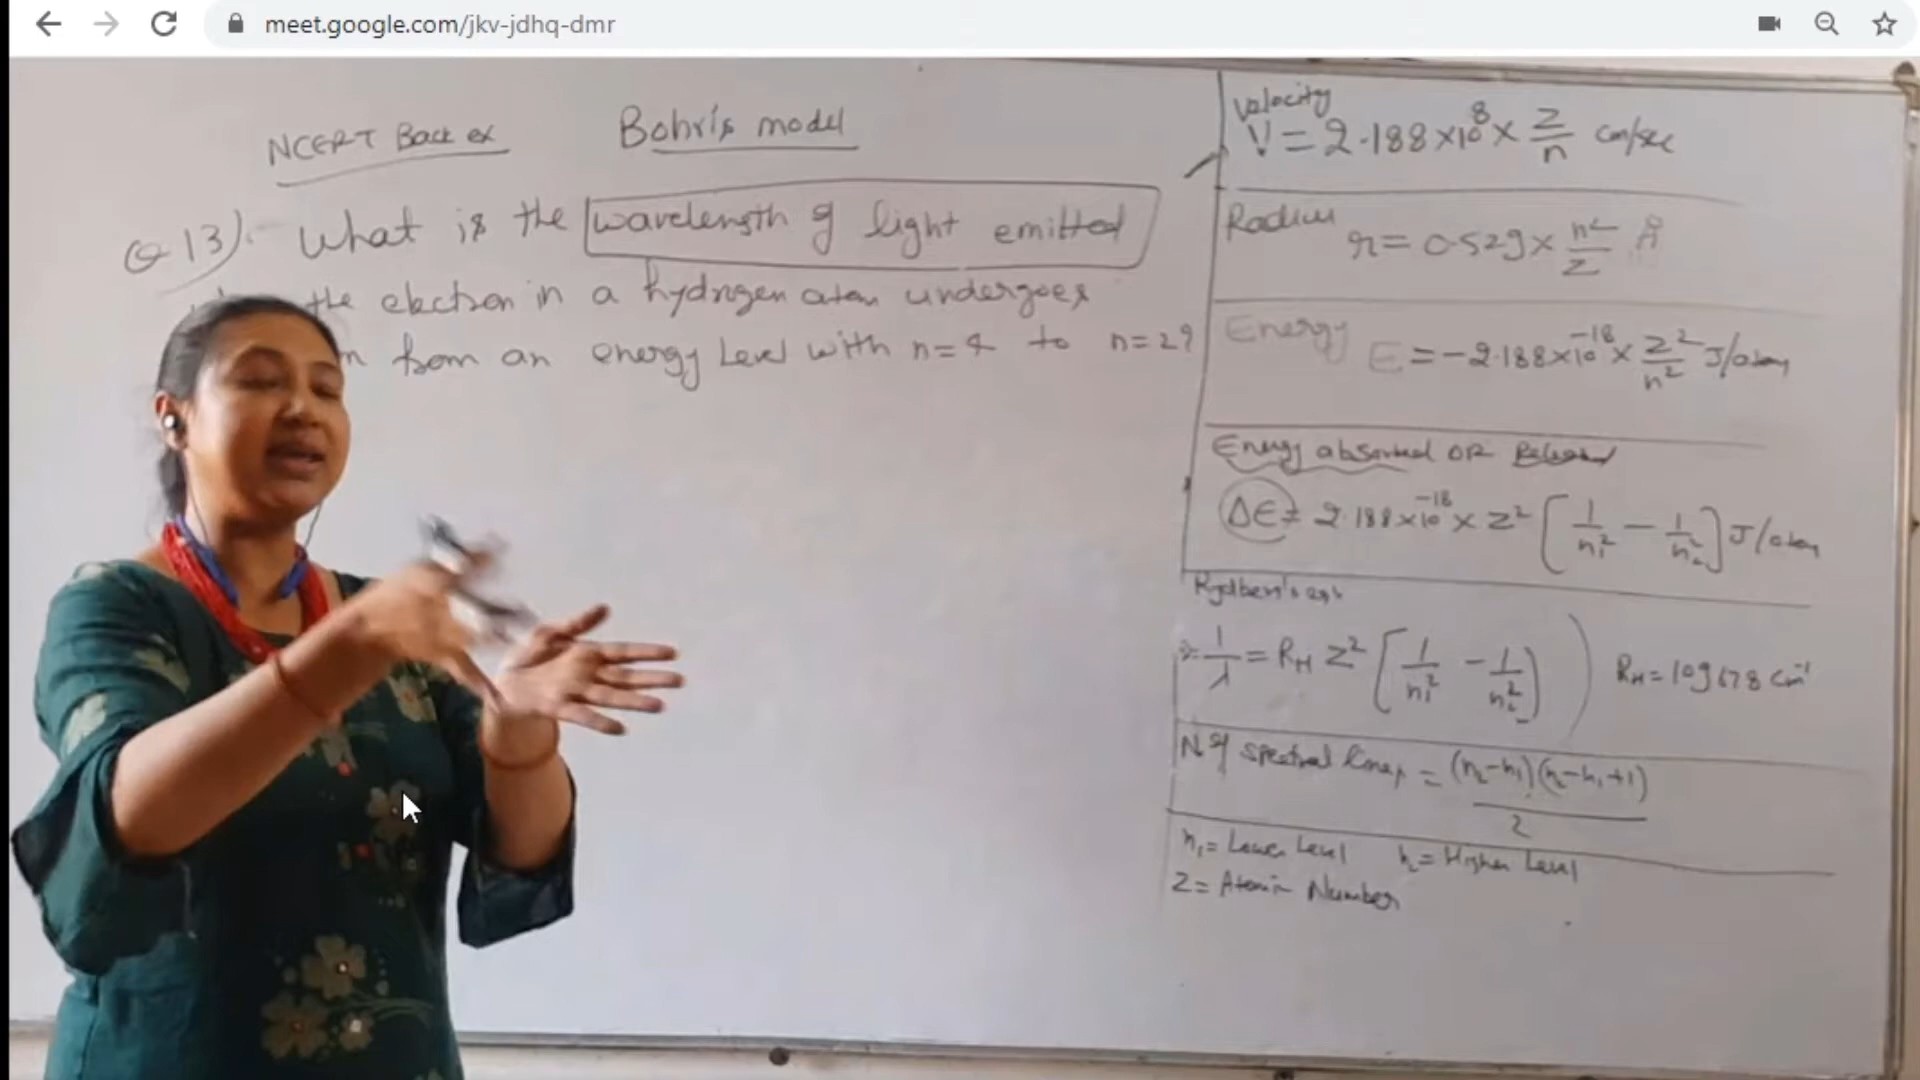 meet.google.com/jkv-jdhq-dmr
NCERT Back ex
Bohr's model
Q 13). What is the wavelength of light emitted
the electron in a hydrogen atom undergoes
n from an energy Level with n=4 to n=2?
Velocity
V = 2.188×10⁸ × Z/n cm/sec
Radius
r = 0.529 × n²/Z Å
Energy
E = -2.188×10⁻¹⁸ × Z²/n² J/atom
Energy absorbed OR Released
ΔE = 2.188×10⁻¹⁸ × Z² [1/n₁² - 1/n₂²] J/atom
1/λ = R_H Z² [1/n₁² - 1/n₂²] R_H = 109678 cm⁻¹
N of spectral lines = (n₂-n₁)(n₂-n₁+1)/2
n₁ = Lower Level n₂ = Higher Level
Z = Atomic Number